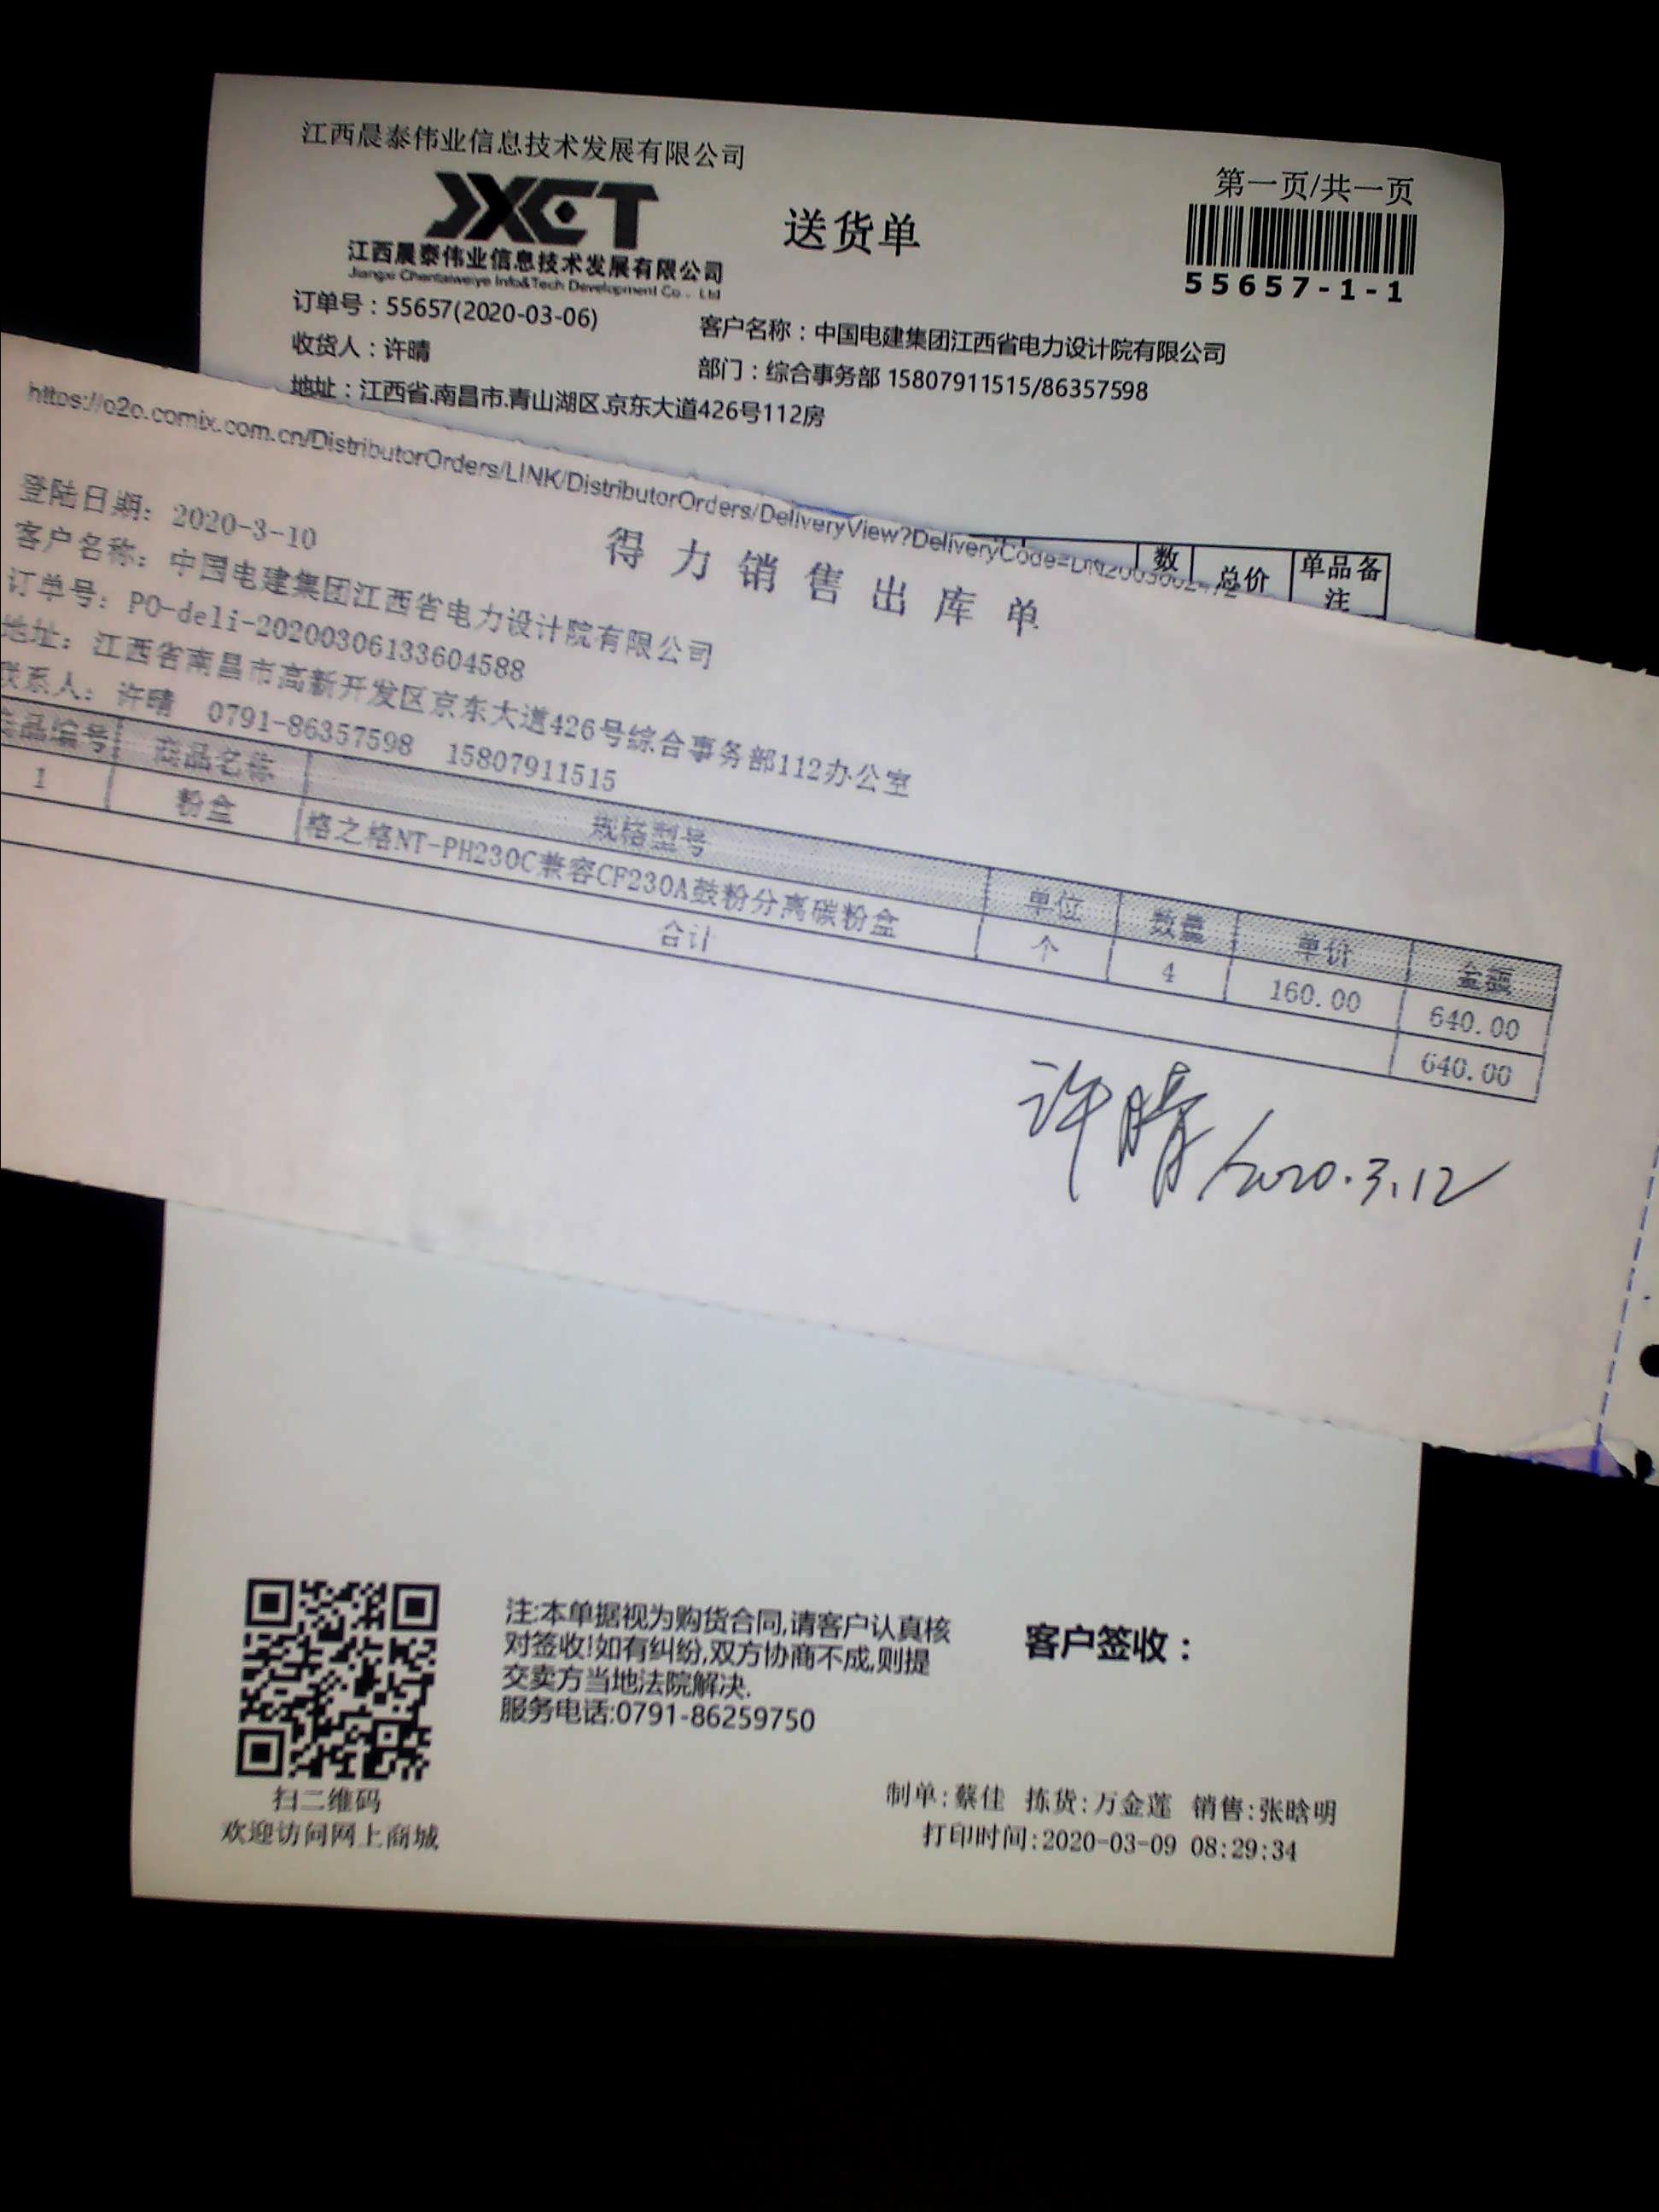 江西晨泰伟业信息技术发展有限公司
第一页/共一页
JXCT
送货单
江西晨泰伟业信息技术发展有限公司
Jiangxi Chentaiweiye Info&Tech Development Co., Ltd
55657-1-1
订单号：55657(2020-03-06)
客户名称：中国电建集团江西省电力设计院有限公司
收货人：许晴
部门：综合事务部 15807911515/86357598
地址：江西省.南昌市.青山湖区.京东大道426号112房
数
总价
单品备
注
https://o2o.comix.com.cn/DistributorOrders/LINK/DistributorOrders/DeliveryView?DeliveryCode=
登陆日期：2020-3-10
得力销售出库单
客户名称：中国电建集团江西省电力设计院有限公司
订单号：PO-deli-20200306133604588
地址：江西省南昌市高新开发区京东大道426号综合事务部112办公室
联系人：许晴 0791-86357598 15807911515
商品编号 商品名称 规格型号 单位 数量 单价 金额
1 粉盒 格之格NT-PH230C兼容CF230A鼓粉分离碳粉盒 个 4 160.00 640.00
合计 640.00
许晴/2020.3.12
注:本单据视为购货合同,请客户认真核
对签收!如有纠纷,双方协商不成,则提
交卖方当地法院解决.
服务电话:0791-86259750
客户签收：
扫二维码
欢迎访问网上商城
制单:蔡佳 拣货:万金莲 销售:张晗明
打印时间:2020-03-09 08:29:34